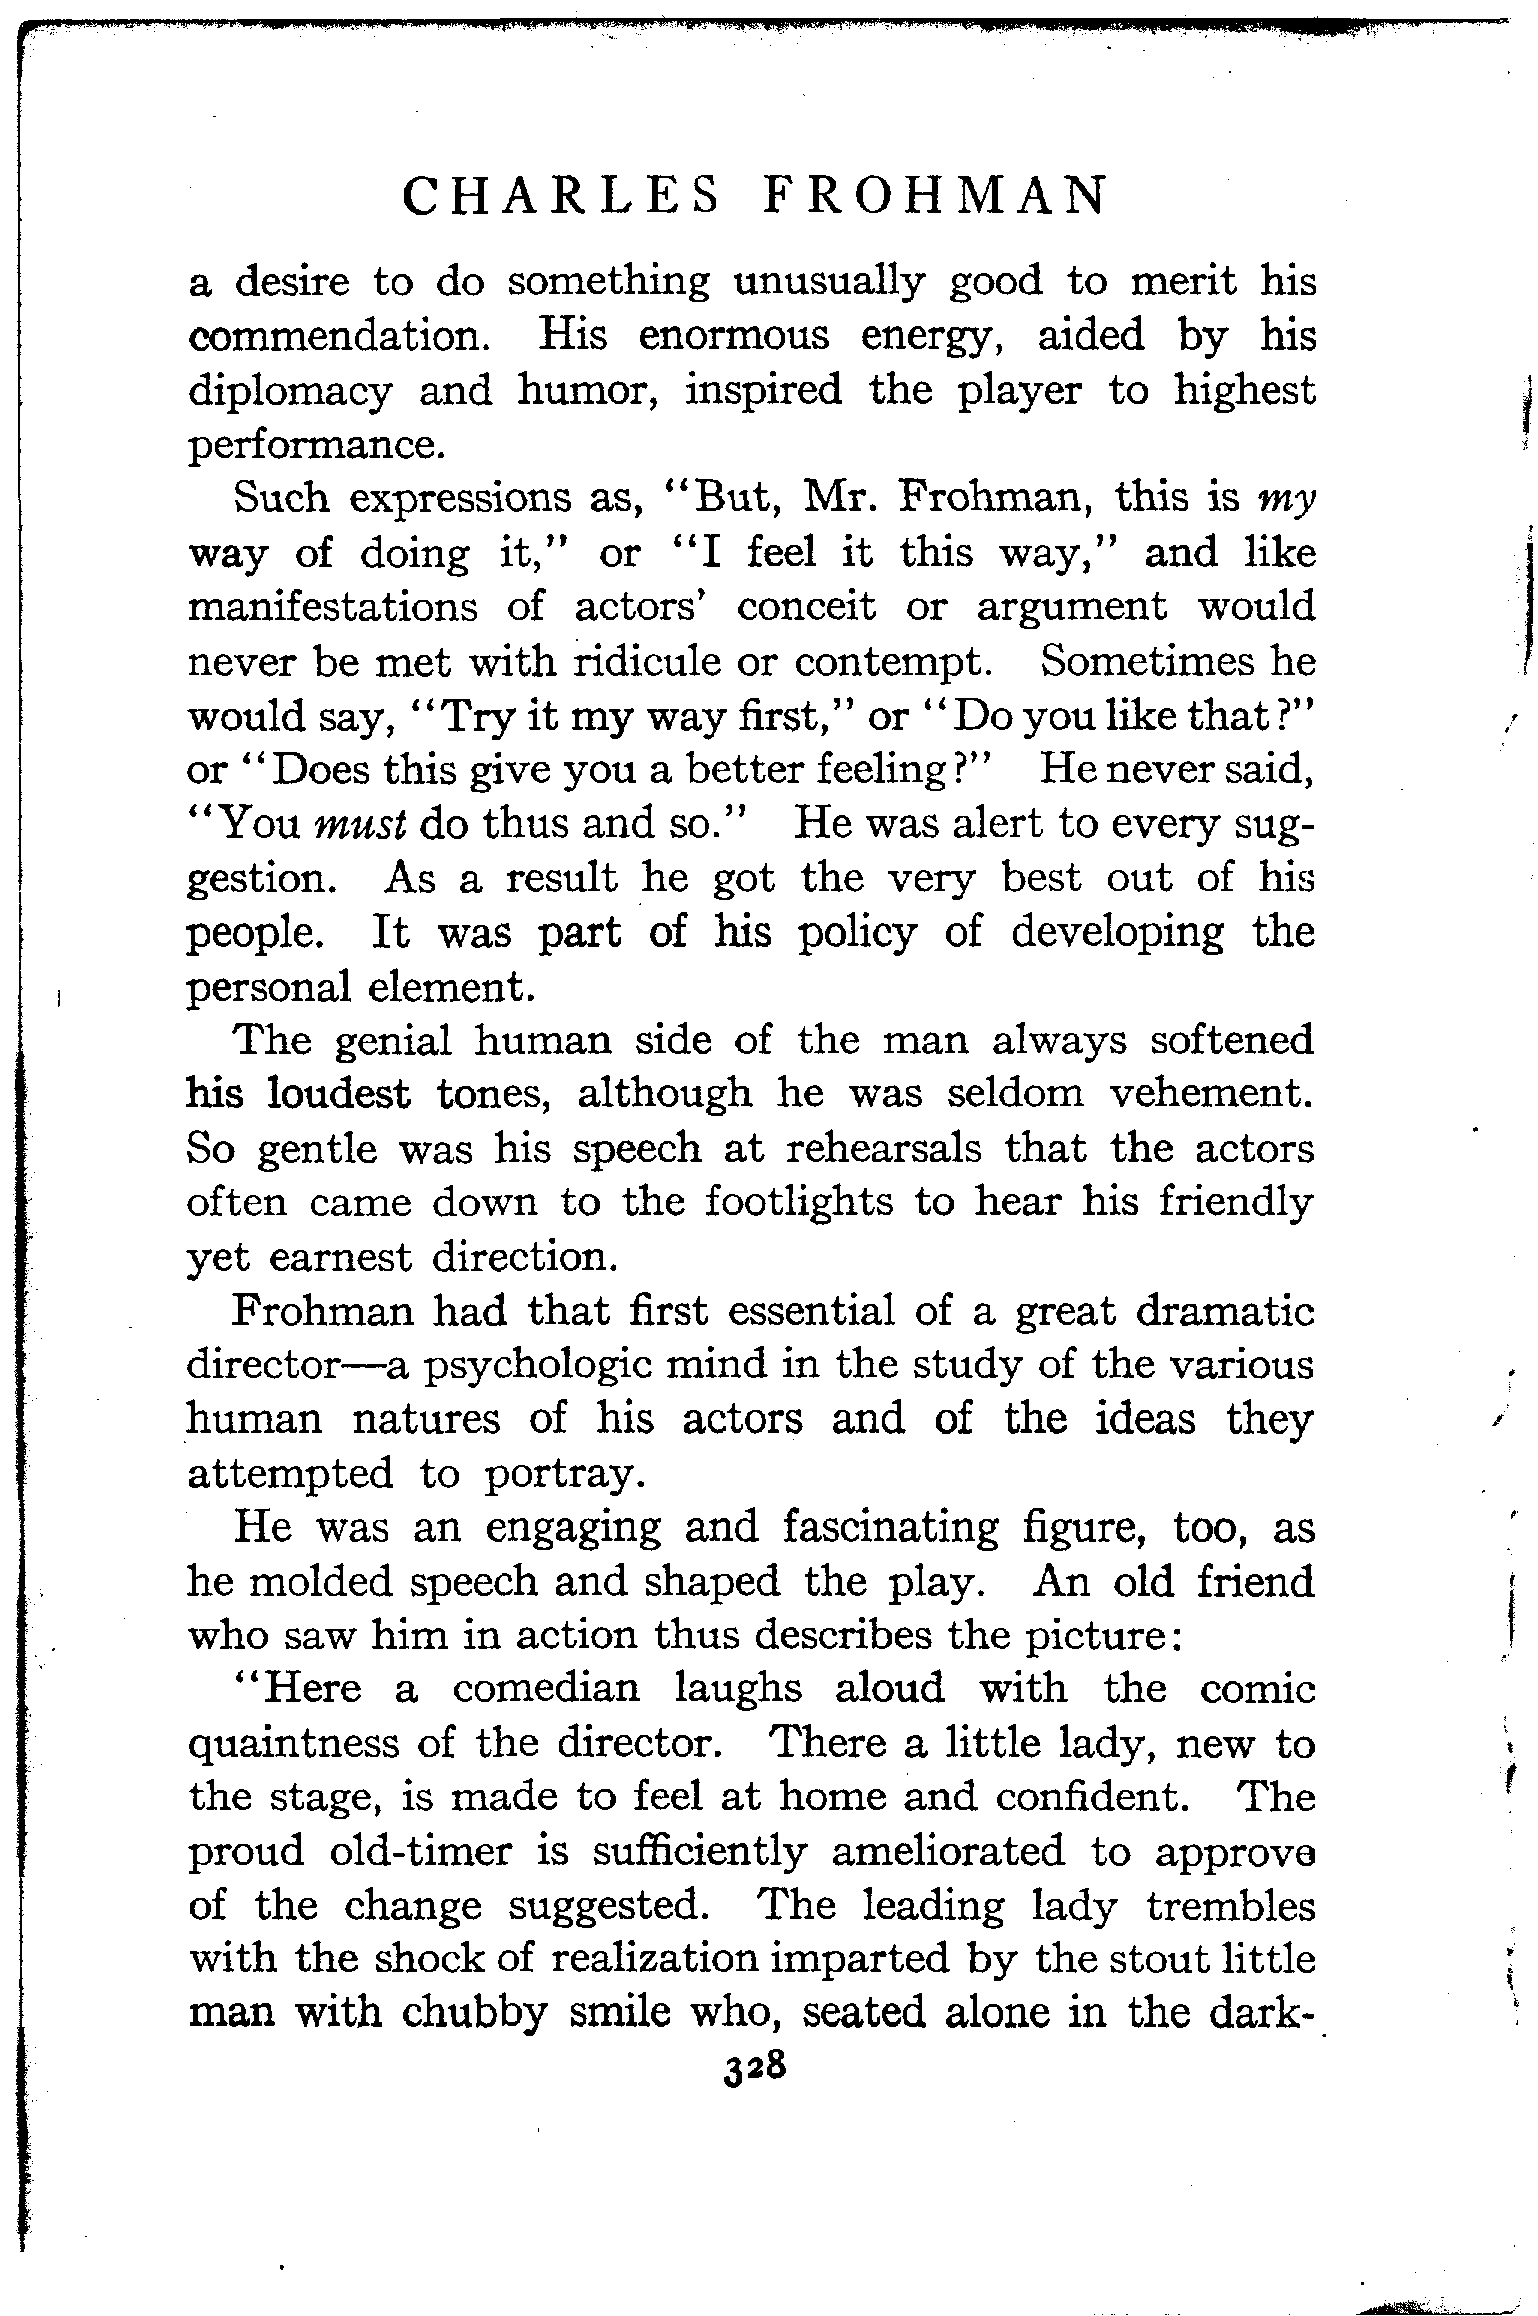 CHARLES FROHMAN
a desire to do something unusually good to merit his
commendation. His enormous energy, aided by his
diplomacy and humor, inspired the player to highest
performance.
Such expressions as, "But, Mr. Frohman, this is my
way of doing it," or "I feel it this way," and like
manifestations of actors' conceit or argument would
never be met with ridicule or contempt. Sometimes he
would say, "Try it my way first," or "Do you like that?"
or "Does this give you a better feeling?" He never said,
"You must do thus and so." He was alert to every sug-
gestion. As a result he got the very best out of his
people. It was part of his policy of developing the
personal element.
The genial human side of the man always softened
his loudest tones, although he was seldom vehement.
So gentle was his speech at rehearsals that the actors
often came down to the footlights to hear his friendly
yet earnest direction.
Frohman had that first essential of a great dramatic
director—a psychologic mind in the study of the various
human natures of his actors and of the ideas they
attempted to portray.
He was an engaging and fascinating figure, too, as
he molded speech and shaped the play. An old friend
who saw him in action thus describes the picture:
"Here a comedian laughs aloud with the comic
quaintness of the director. There a little lady, new to
the stage, is made to feel at home and confident. The
proud old-timer is sufficiently ameliorated to approve
of the change suggested. The leading lady trembles
with the shock of realization imparted by the stout little
man with chubby smile who, seated alone in the dark-
328